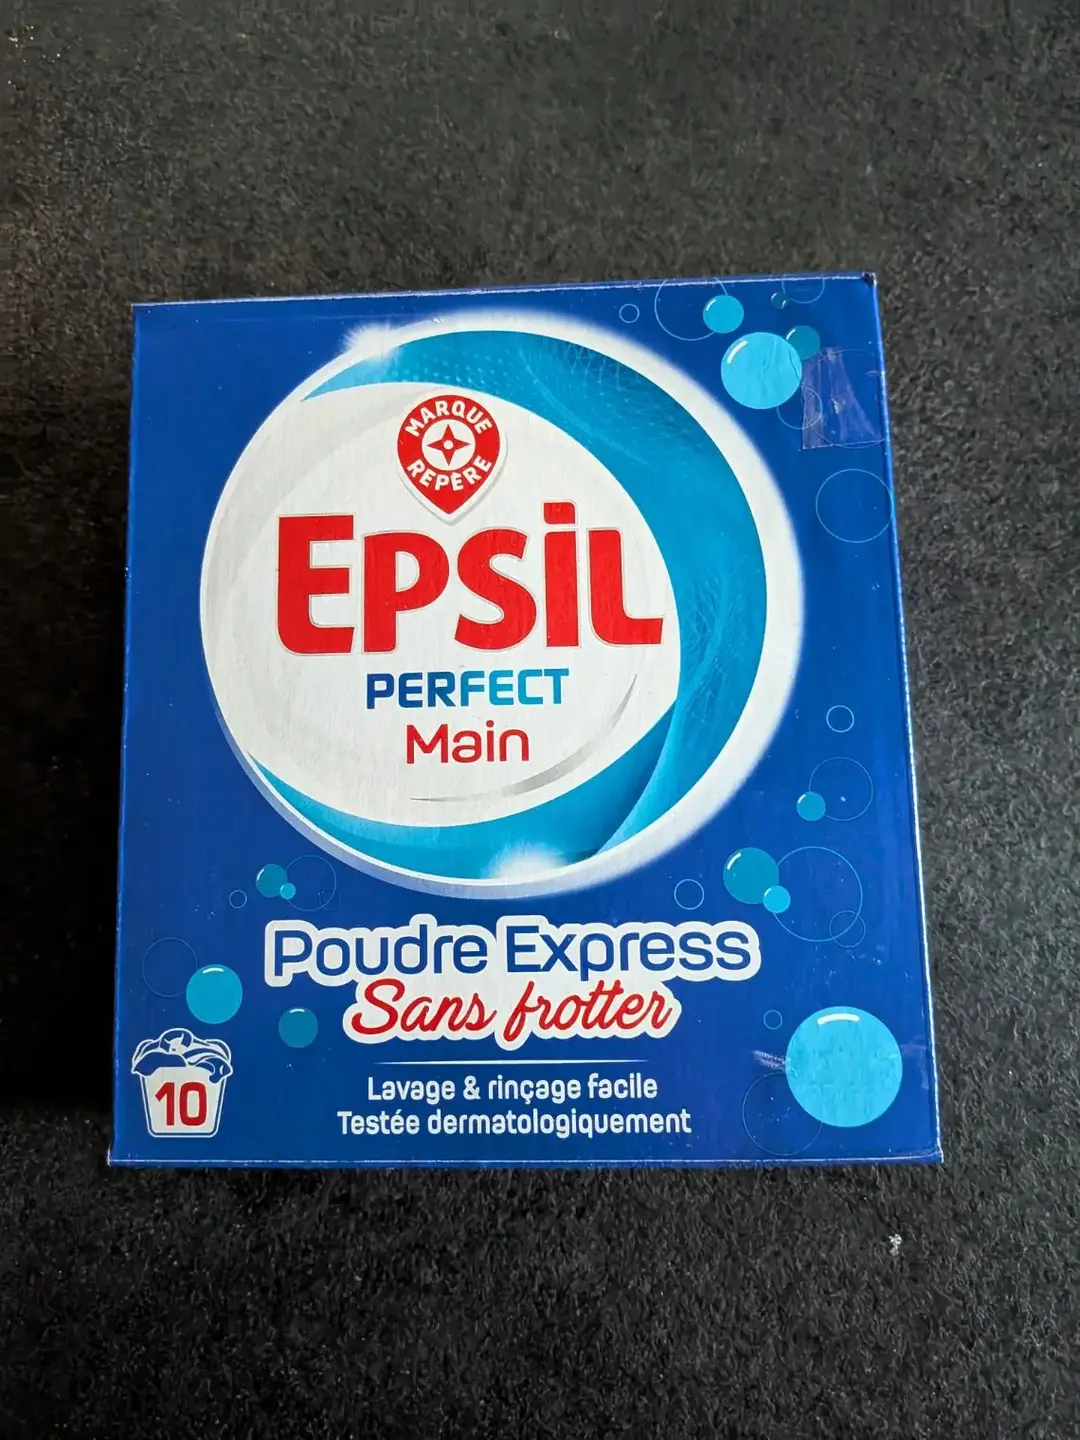 MARQUE
REPÈRE
EPSiL
PERFECT
Main
Poudre Express
Sans frotter
10
Lavage & rinçage facile
Testée dermatologiquement